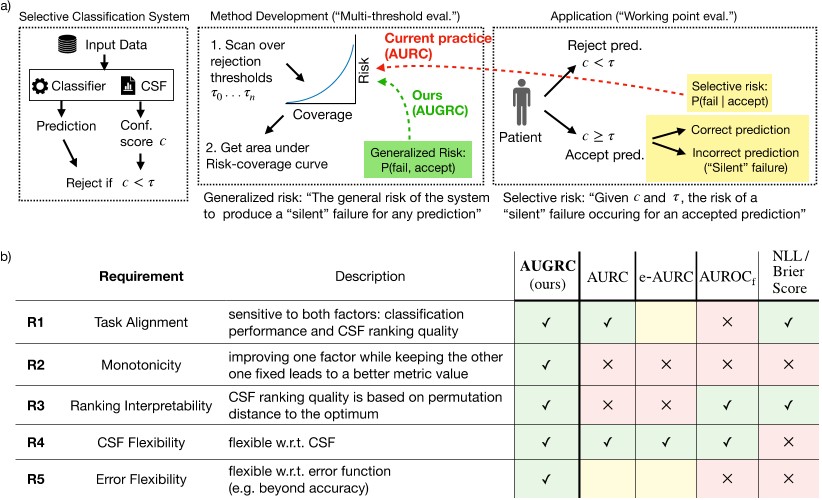 a)
Selective Classification System
Input Data
Classifier
CSF
Prediction
Conf.
score c
Reject if c < τ
Method Development ("Multi-threshold eval.")
1. Scan over
rejection
thresholds
τ0 . . . τn
Risk
Coverage
2. Get area under
Risk-coverage curve
Current practice
(AURC)
Ours
(AUGRC)
Generalized Risk:
P(fail, accept)
Generalized risk: "The general risk of the system
to produce a "silent" failure for any prediction"
Application ("Working point eval.")
Reject pred.
c < τ
Patient
c ≥ τ
Accept pred.
Selective risk:
P(fail | accept)
Correct prediction
Incorrect prediction
("Silent" failure)
Selective risk: "Given c and τ, the risk of a
"silent" failure occuring for an accepted prediction"
b)
Requirement Description AUGRC (ours) AURC e-AURC AUROCf NLL / Brier Score
R1 Task Alignment sensitive to both factors: classification
performance and CSF ranking quality ✓ ✓ × ✓
R2 Monotonicity improving one factor while keeping the other
one fixed leads to a better metric value ✓ × × × ×
R3 Ranking Interpretability CSF ranking quality is based on permutation
distance to the optimum ✓ × × ✓ ✓
R4 CSF Flexibility flexible w.r.t. CSF ✓ ✓ ✓ ✓ ×
R5 Error Flexibility flexible w.r.t. error function
(e.g. beyond accuracy) ✓ × ×